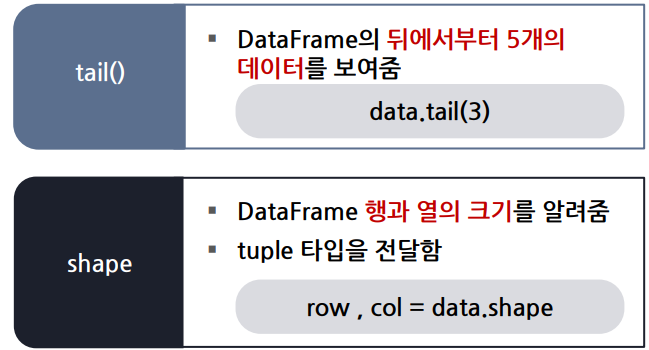 tail()
▪ DataFrame의 뒤에서부터 5개의
데이터를 보여줌
data.tail(3)
shape
▪ DataFrame 행과 열의 크기를 알려줌
▪ tuple 타입을 전달함
row , col = data.shape